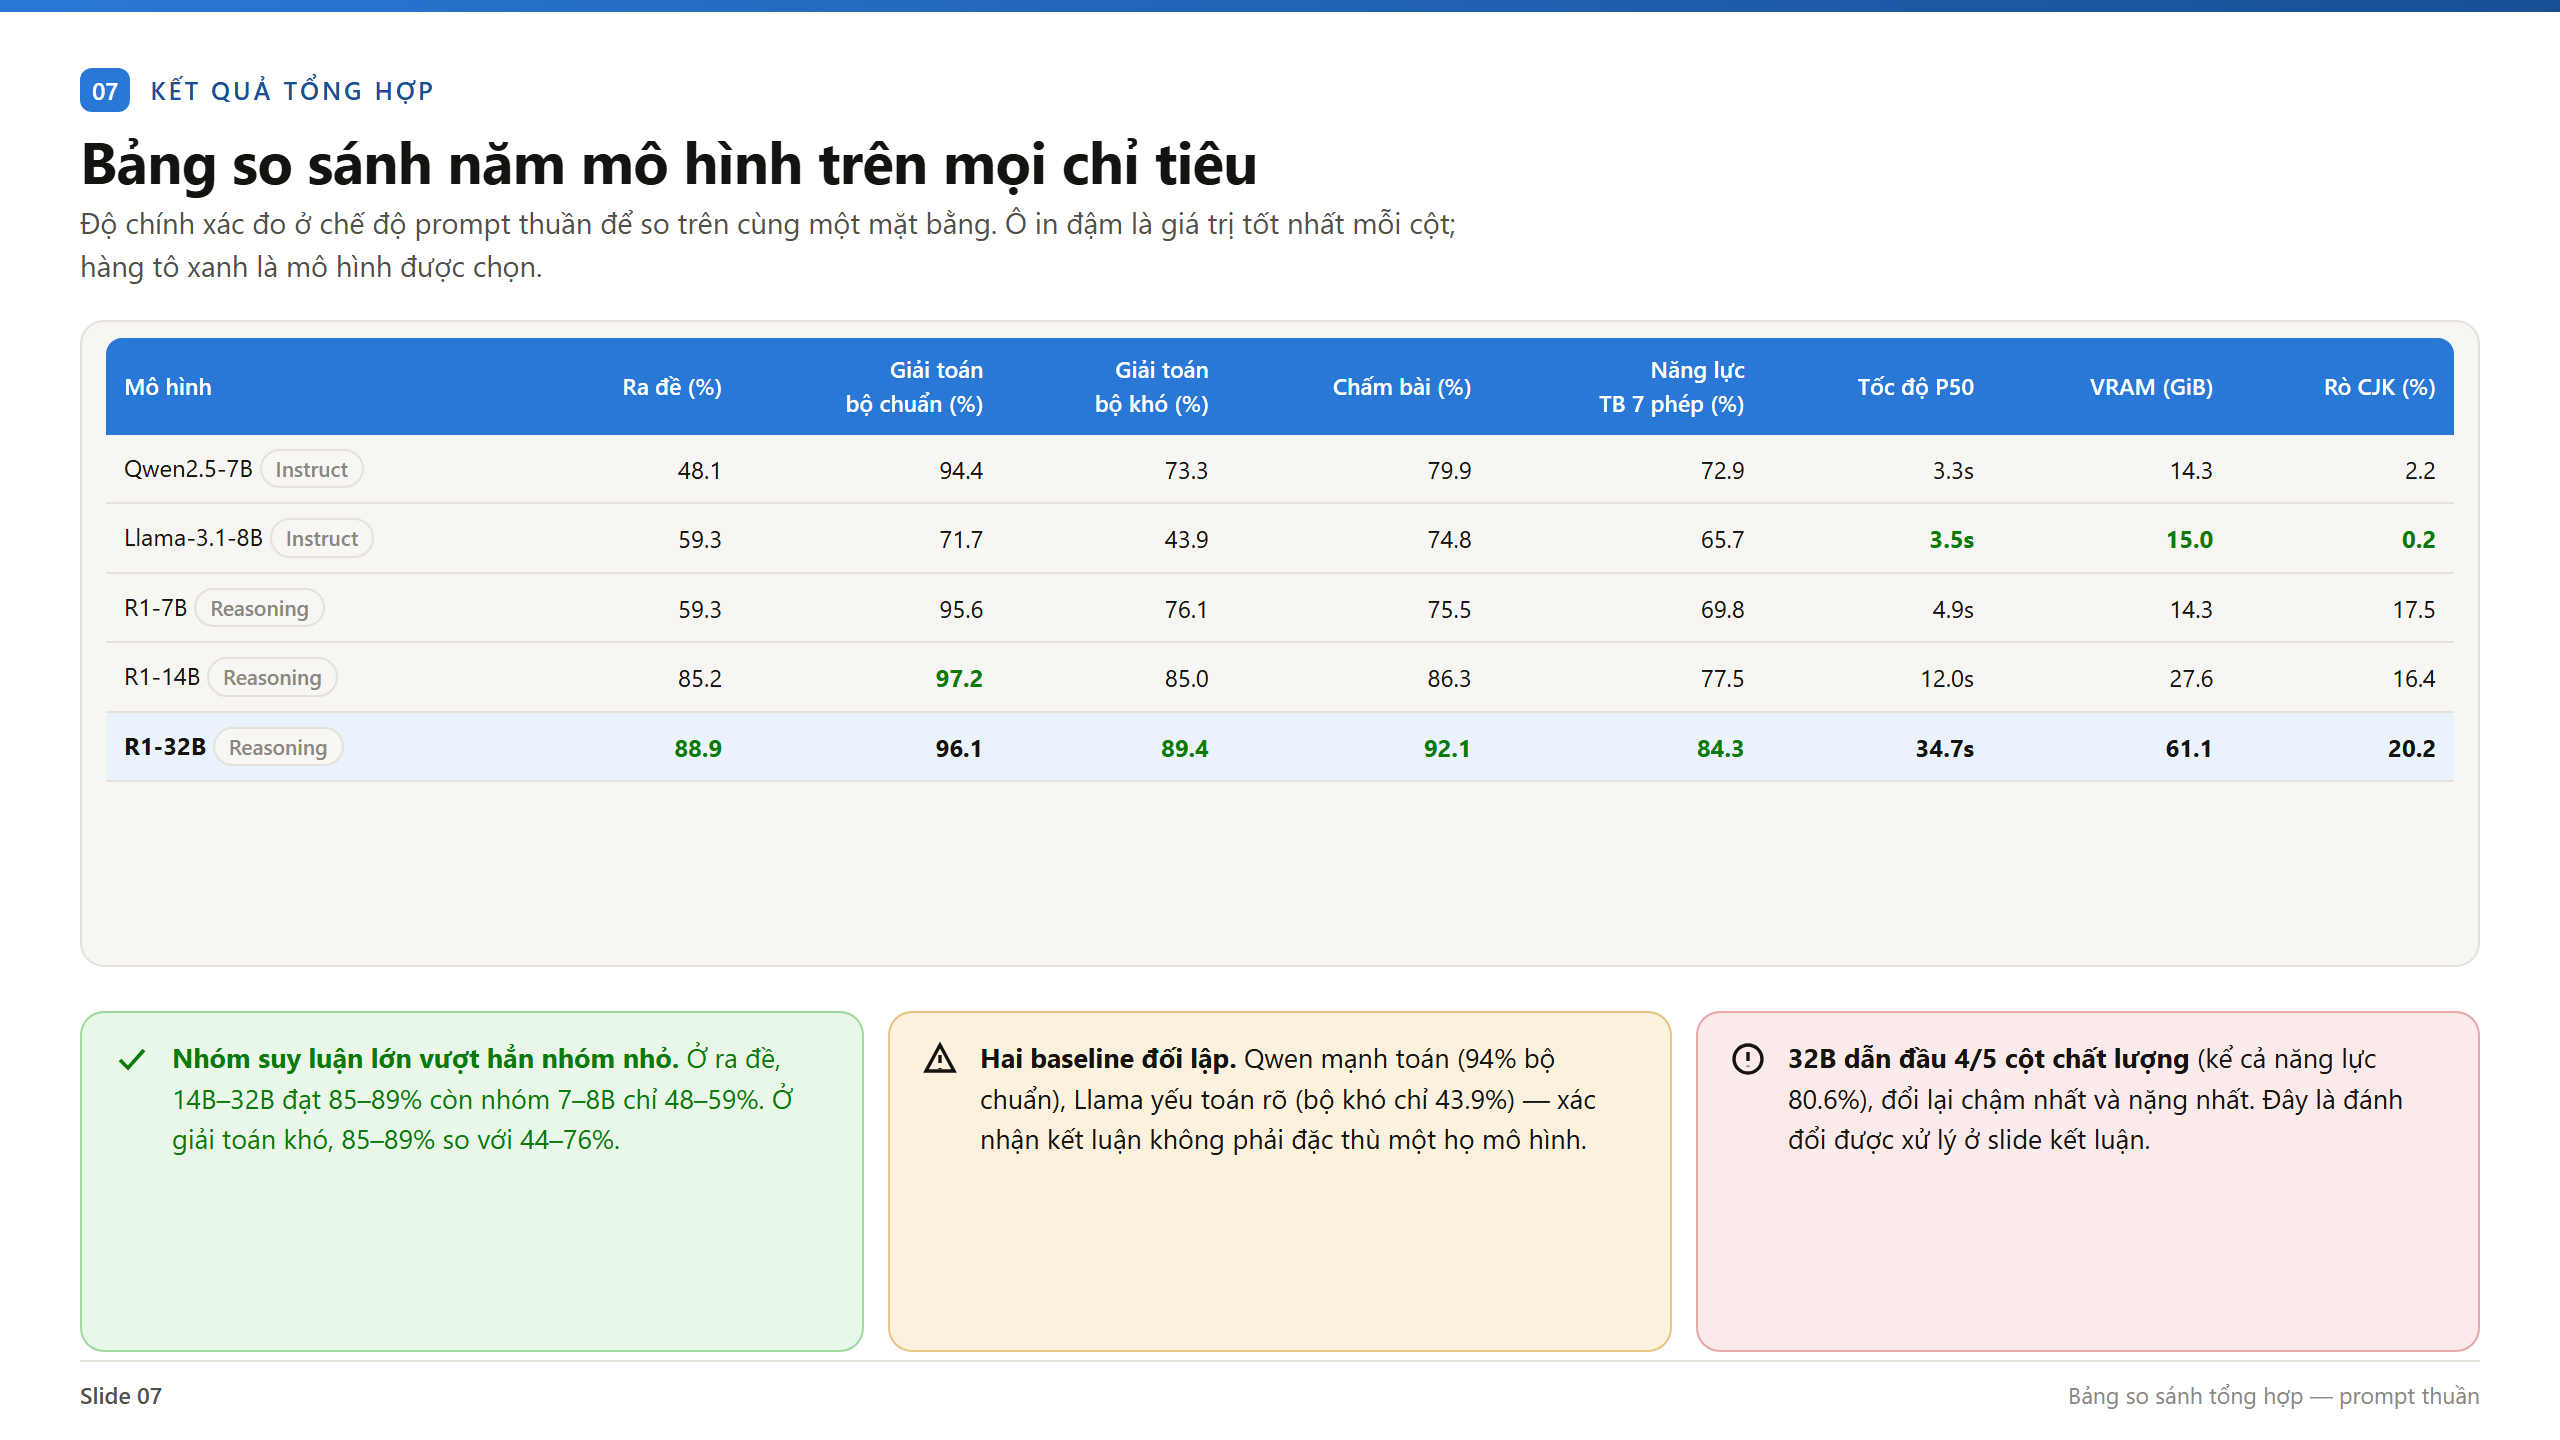 07 KẾT QUẢ TỔNG HỢP
Bảng so sánh năm mô hình trên mọi chỉ tiêu
Độ chính xác đo ở chế độ prompt thuần để so trên cùng một mặt bằng. Ô in đậm là giá trị tốt nhất mỗi cột;
hàng tô xanh là mô hình được chọn.
Mô hình Ra đề (%) Giải toán bộ chuẩn (%) Giải toán bộ khó (%) Chấm bài (%) Năng lực TB 7 phép (%) Tốc độ P50 VRAM (GiB) Rò CJK (%)
Qwen2.5-7B Instruct 48.1 94.4 73.3 79.9 72.9 3.3s 14.3 2.2
Llama-3.1-8B Instruct 59.3 71.7 43.9 74.8 65.7 3.5s 15.0 0.2
R1-7B Reasoning 59.3 95.6 76.1 75.5 69.8 4.9s 14.3 17.5
R1-14B Reasoning 85.2 97.2 85.0 86.3 77.5 12.0s 27.6 16.4
R1-32B Reasoning 88.9 96.1 89.4 92.1 84.3 34.7s 61.1 20.2
Nhóm suy luận lớn vượt hẳn nhóm nhỏ. Ở ra đề,
14B–32B đạt 85–89% còn nhóm 7–8B chỉ 48–59%. Ở
giải toán khó, 85–89% so với 44–76%.
Hai baseline đối lập. Qwen mạnh toán (94% bộ
chuẩn), Llama yếu toán rõ (bộ khó chỉ 43.9%) — xác
nhận kết luận không phải đặc thù một họ mô hình.
32B dẫn đầu 4/5 cột chất lượng (kể cả năng lực
80.6%), đổi lại chậm nhất và nặng nhất. Đây là đánh
đổi được xử lý ở slide kết luận.
Slide 07
Bảng so sánh tổng hợp — prompt thuần